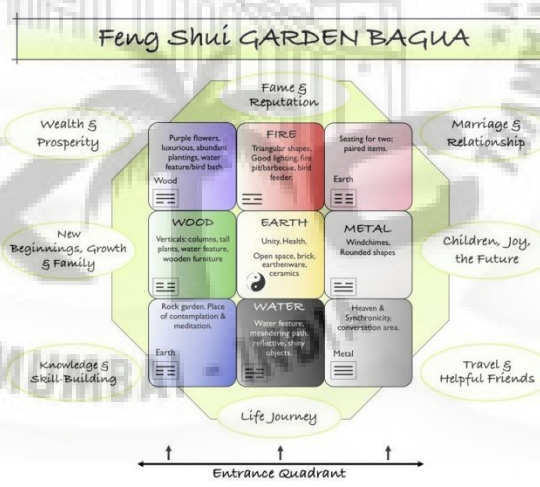 Feng Shui GARDEN BAGUA
Fame &
Reputation
Wealth &
Prosperity
Marriage &
Relationship
Purple flowers,
luxurious, abundant
plantings, water
feature/bird bath
Wood
FIRE
Triangular shapes,
Good lighting, fire
pit/barbecue, bird
feeder.
Seating for two;
paired items.
Earth
New
Beginnings, Growth
& Family
WOOD
Verticals: columns, tall
plants, water feature,
wooden furniture
EARTH
Unity, Health,
Open space, brick,
earthenware,
ceramics
METAL
Windchimes,
Rounded shapes
Children, Joy,
the Future
Rock garden. Place
of contemplation &
meditation.
Earth
WATER
Water feature,
meandering path,
reflective, shiny
objects.
Heaven &
Synchronicity,
conversation area.
Metal
Knowledge &
Skill-Building
Travel &
Helpful Friends
Life Journey
Entrance Quadrant
MUMBAI